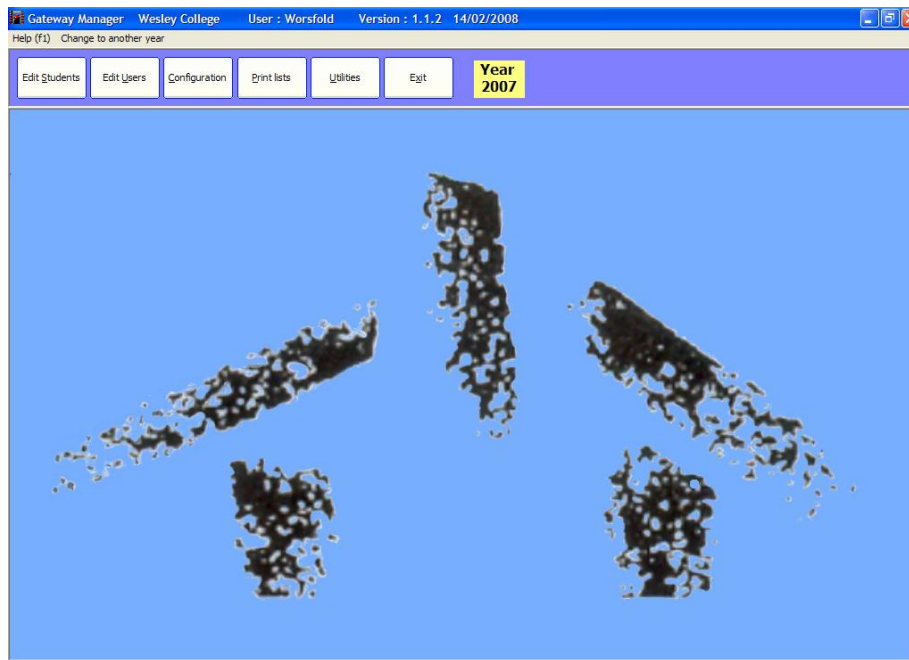 Gateway Manager Wesley College User : Worsfold Version : 1.1.2 14/02/2008
Help (f1) Change to another year
Edit Students Edit Users Configuration Print lists Utilities Exit Year 2007